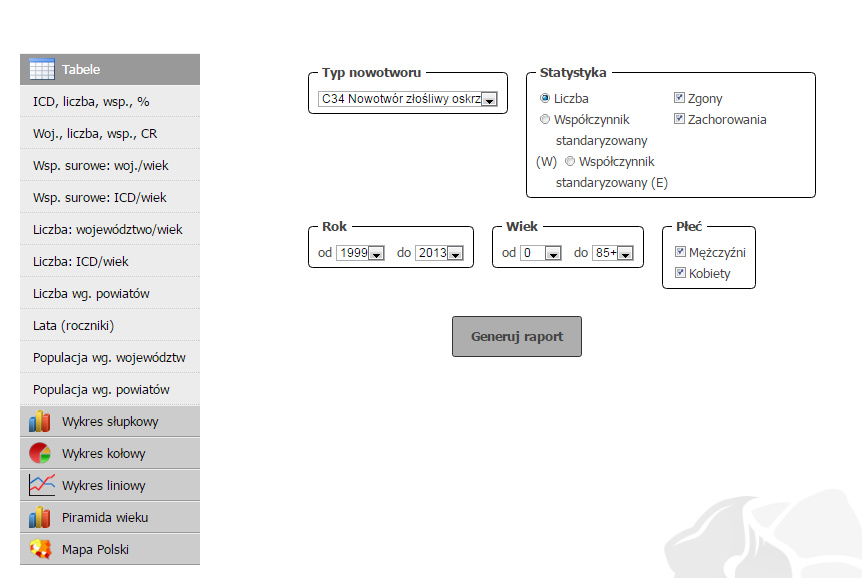 Tabele
ICD, liczba, wsp., %
Woj., liczba, wsp., CR
Wsp. surowe: woj./wiek
Wsp. surowe: ICD/wiek
Liczba: województwo/wiek
Liczba: ICD/wiek
Liczba wg. powiatów
Lata (roczniki)
Populacja wg. województw
Populacja wg. powiatów
Wykres słupkowy
Wykres kołowy
Wykres liniowy
Piramida wieku
Mapa Polski
Typ nowotworu
C34 Nowotwór złośliwy oskrz
Statystyka
Liczba
Współczynnik
standaryzowany
(W) Współczynnik
standaryzowany (E)
Zgony
Zachorowania
Rok
od 1999 do 2013
Wiek
od 0 do 85+
Płeć
Mężczyźni
Kobiety
Generuj raport